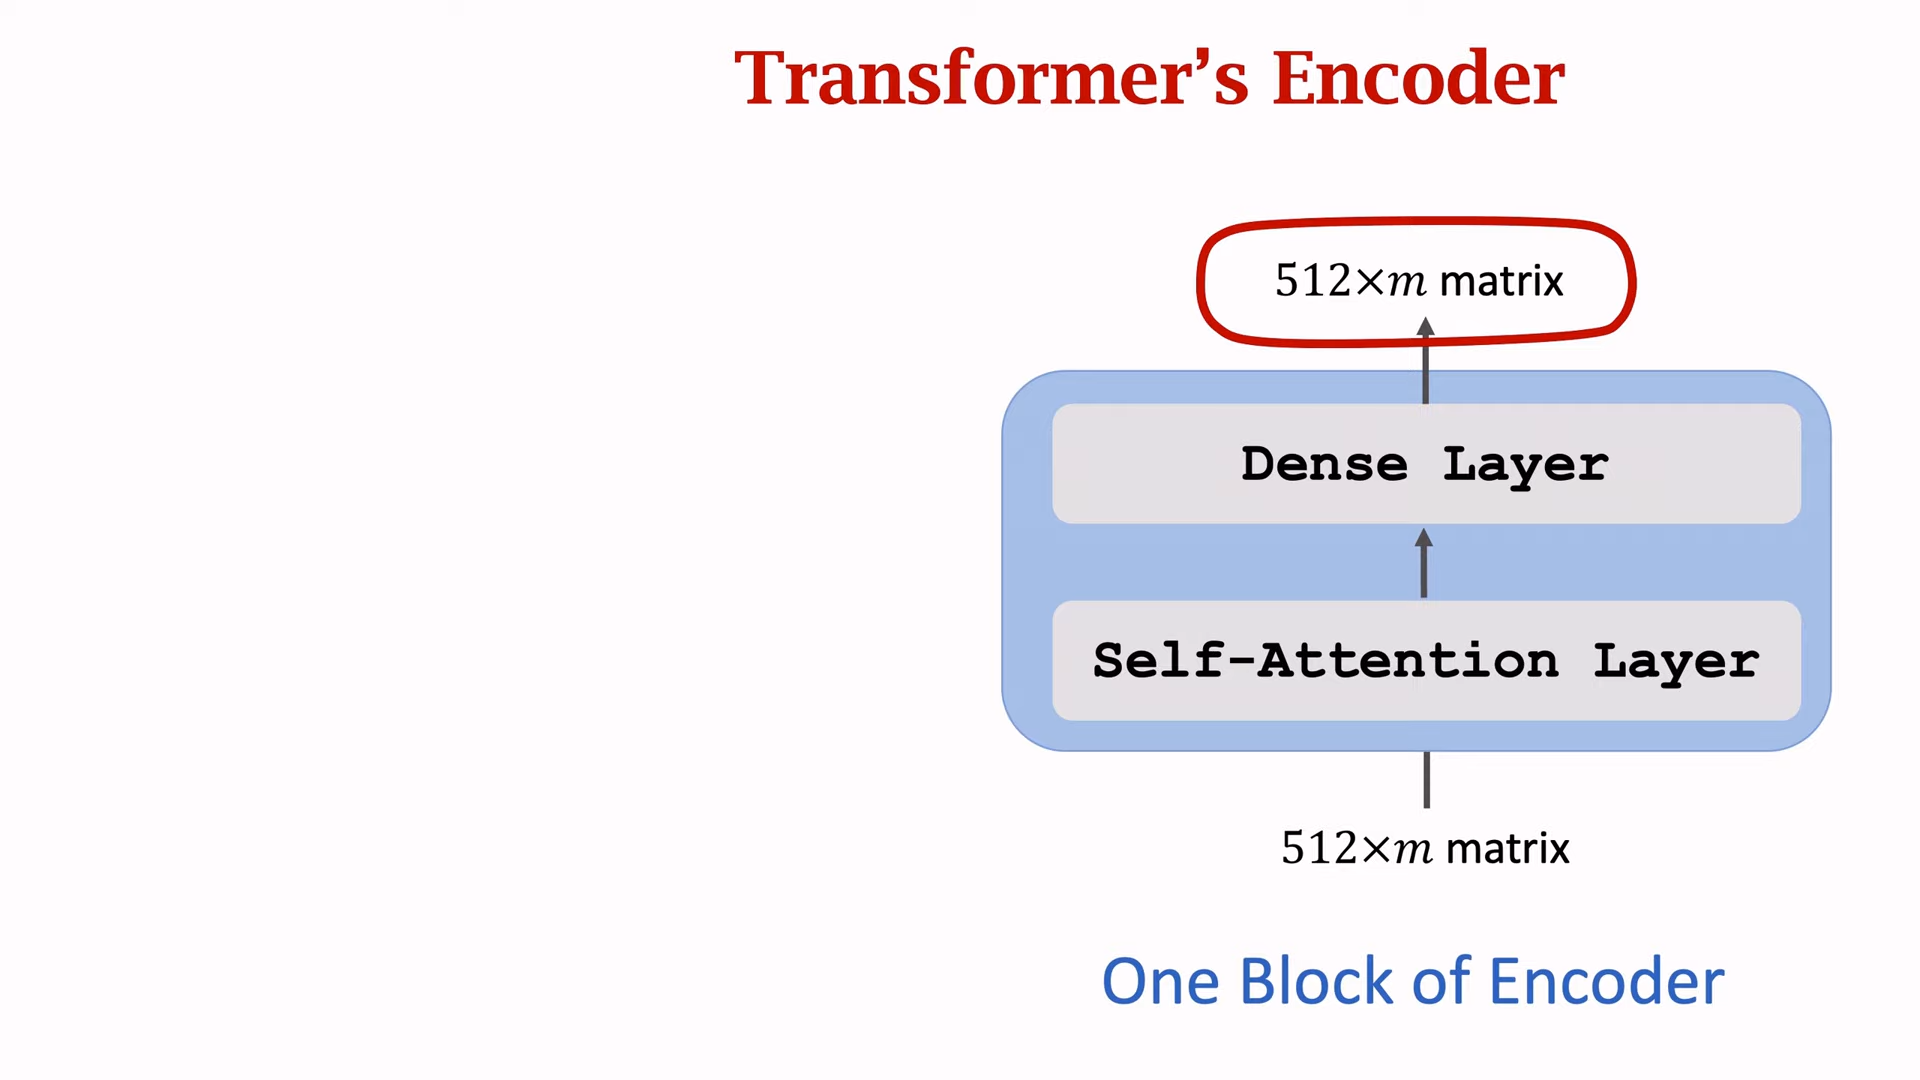 Transformer’s Encoder
512×m matrix
Dense Layer
Self-Attention Layer
512×m matrix
One Block of Encoder